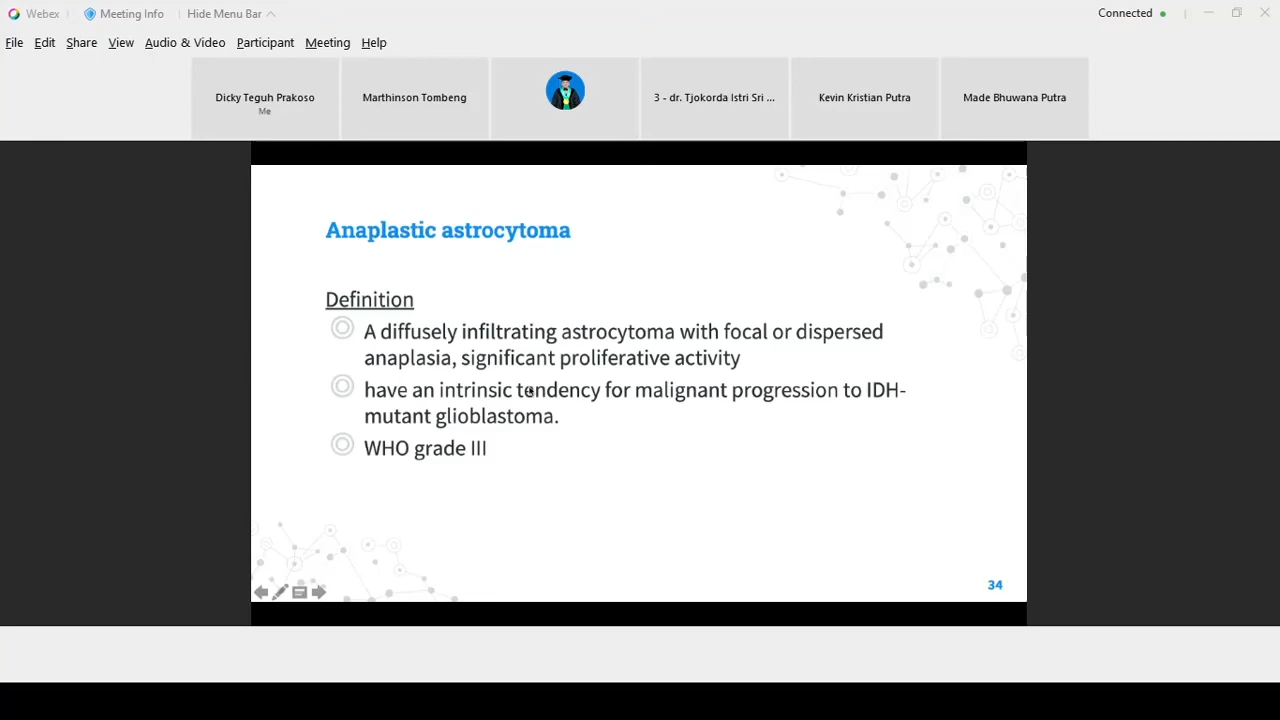 Webex Meeting Info Hide Menu Bar Connected
File Edit Share View Audio & Video Participant Meeting Help
Dicky Teguh Prakoso Marthinson Tombeng 3 - dr. Tjokorda Istri Sri ... Kevin Kristian Putra Made Bhuwana Putra
Me
Anaplastic astrocytoma
Definition
A diffusely infiltrating astrocytoma with focal or dispersed
anaplasia, significant proliferative activity
have an intrinsic tendency for malignant progression to IDH-
mutant glioblastoma.
WHO grade III
34